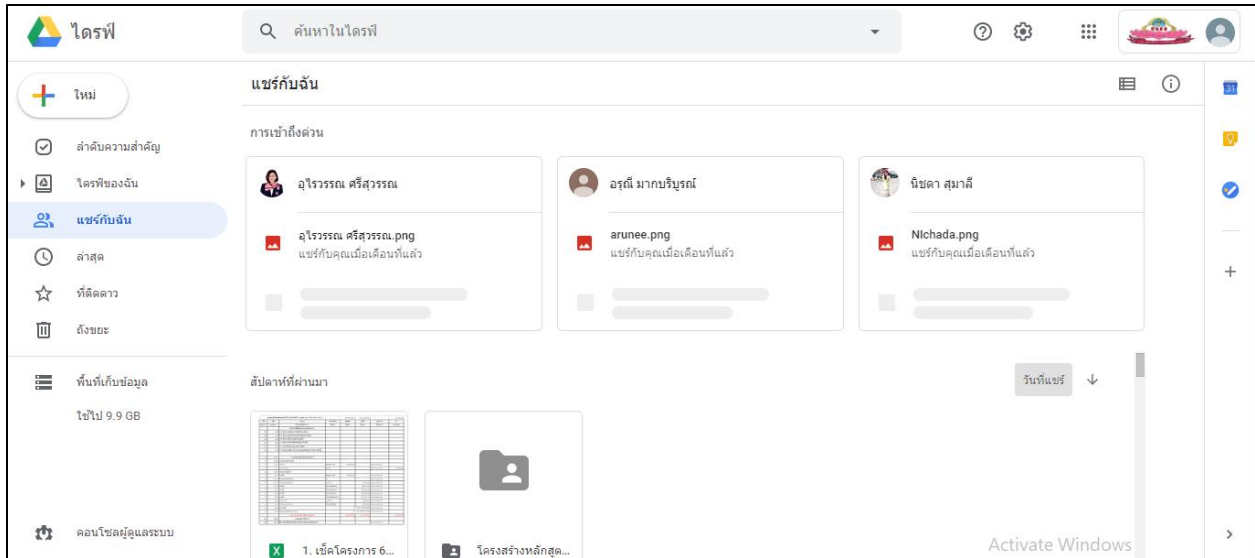 ไดรฟ์
ค้นหาในไดรฟ์
ใหม่
ลำดับความสำคัญ
ไดรฟ์ของฉัน
แชร์กับฉัน
ล่าสุด
ที่ติดดาว
ถังขยะ
พื้นที่เก็บข้อมูล
ใช้ไป 9.9 GB
คอนโซลผู้ดูแลระบบ
แชร์กับฉัน
การเข้าถึงด่วน
อุไรวรรณ ศรีสุวรรณ
อุไรวรรณ ศรีสุวรรณ.png
แชร์กับคุณเมื่อเดือนที่แล้ว
อรุณี มากบริบูรณ์
arunee.png
แชร์กับคุณเมื่อเดือนที่แล้ว
นิชดา สุมาลี
NIchada.png
แชร์กับคุณเมื่อเดือนที่แล้ว
สัปดาห์ที่ผ่านมา
วันที่แชร์
1. เช็คโครงการ 6...
โครงสร้างหลักสูต...
31
Activate Windows